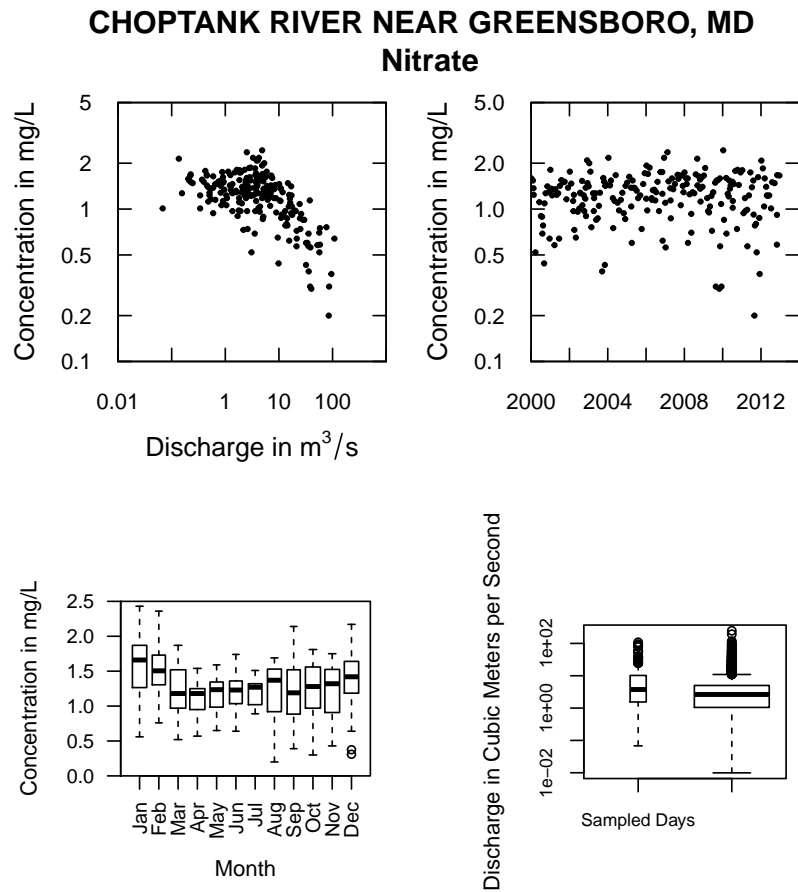 CHOPTANK RIVER NEAR GREENSBORO, MD
Nitrate
Concentration in mg/L
5
2
1
0.5
0.2
0.1
0.01 1 10 100
Discharge in m³/s
Concentration in mg/L
5.0
2.0
1.0
0.5
0.2
0.1
2000 2004 2008 2012
Concentration in mg/L
2.5
2.0
1.5
1.0
0.5
0.0
Jan Feb Mar Apr May Jun Jul Aug Sep Oct Nov Dec
Month
Discharge in Cubic Meters per Second
1e+02
1e+00
1e−02
Sampled Days